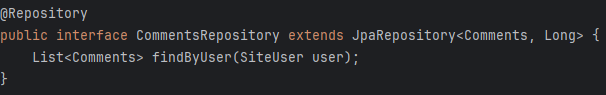 @Repository
public interface CommentsRepository extends JpaRepository<Comments, Long> {
    List<Comments> findByUser(SiteUser user);
}